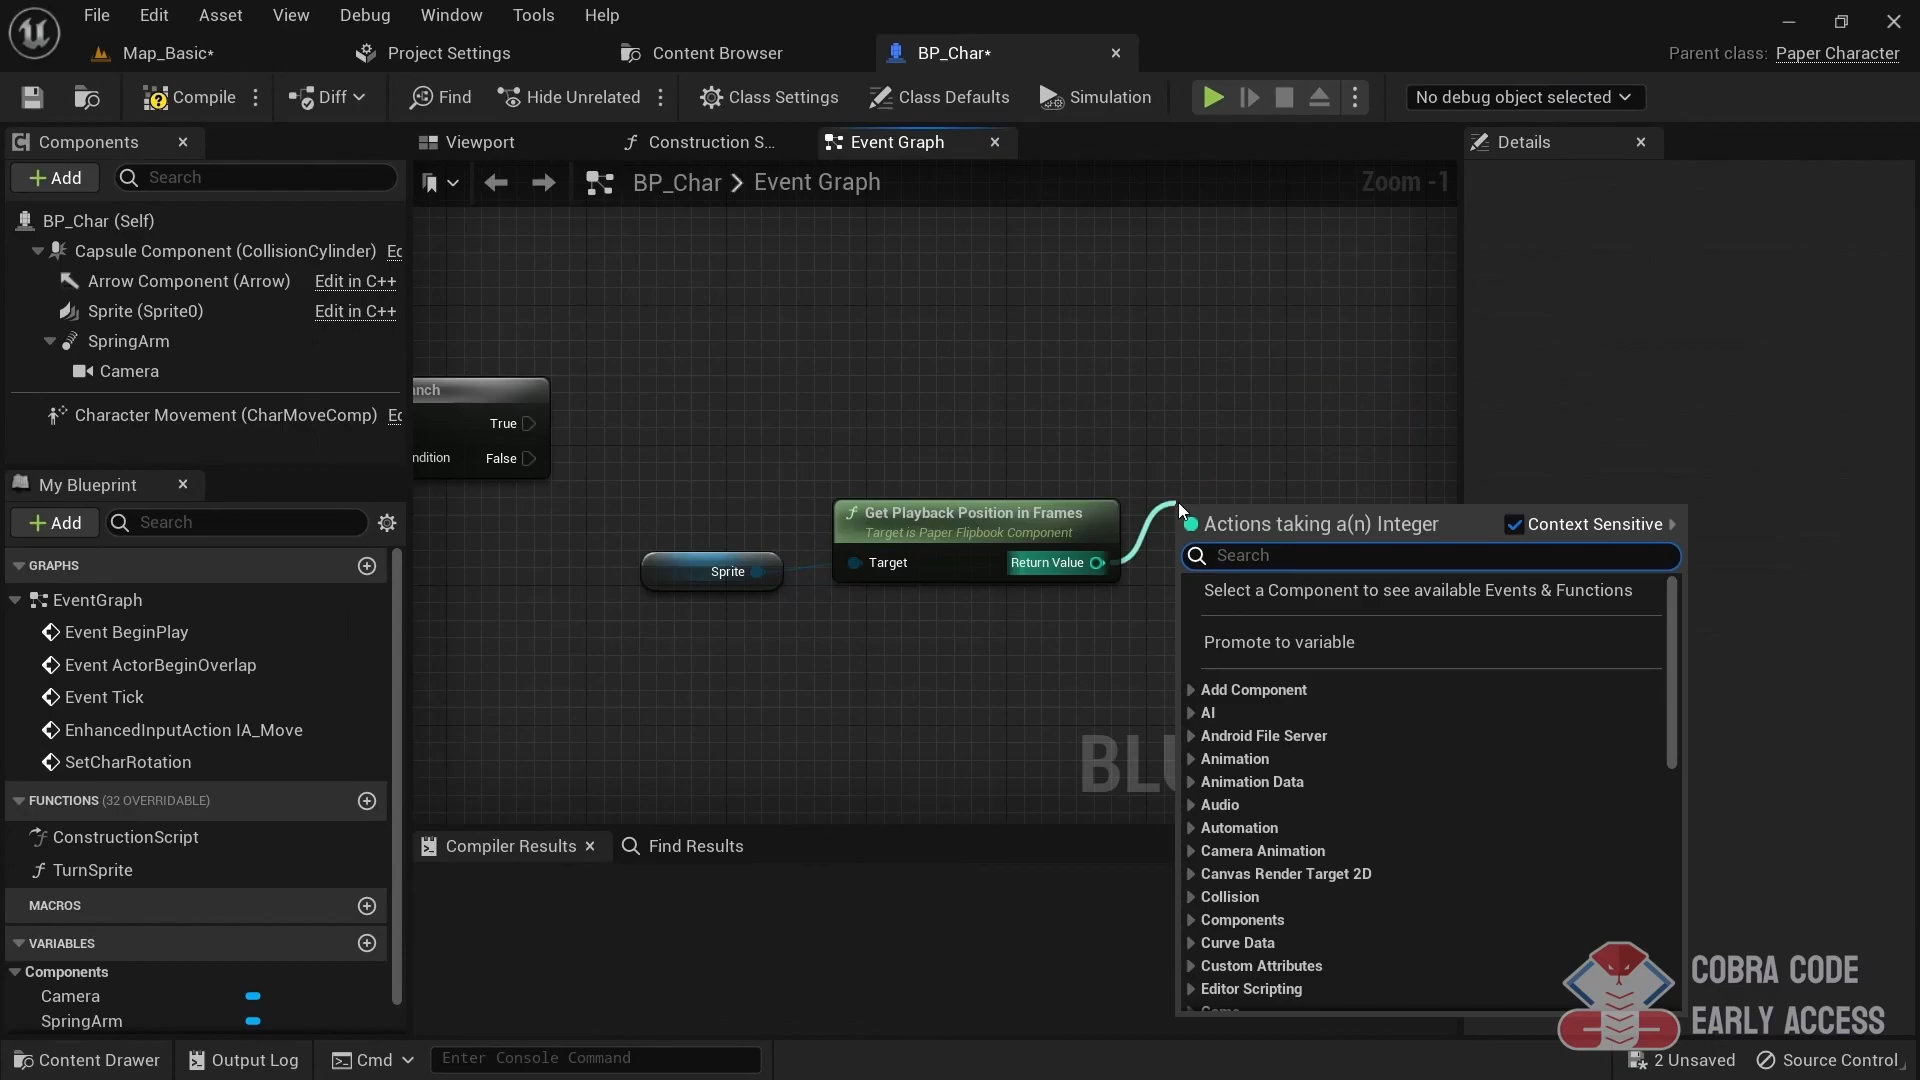 File Edit Asset View Debug Window Tools Help
Map_Basic* Project Settings Content Browser BP_Char* Parent class: Paper Character
Compile Diff Find Hide Unrelated Class Settings Class Defaults Simulation No debug object selected
Components Viewport Construction S... Event Graph Details
Add Search BP_Char Event Graph Zoom -1
BP_Char (Self)
Capsule Component (CollisionCylinder)
Arrow Component (Arrow) Edit in C++
Sprite (Sprite0) Edit in C++
SpringArm
Camera
Character Movement (CharMoveComp)
True
False
My Blueprint
Add Search
GRAPHS
EventGraph
Event BeginPlay
Event ActorBeginOverlap
Event Tick
EnhancedInputAction IA_Move
SetCharRotation
FUNCTIONS (32 OVERRIDABLE)
ConstructionScript
TurnSprite
MACROS
VARIABLES
Components
Camera
SpringArm
Sprite
Get Playback Position in Frames
Target is Paper Flipbook Component
Target Return Value
Actions taking a(n) Integer Context Sensitive
Search
Select a Component to see available Events & Functions
Promote to variable
Add Component
AI
Android File Server
Animation
Animation Data
Audio
Automation
Camera Animation
Canvas Render Target 2D
Collision
Components
Curve Data
Custom Attributes
Editor Scripting
Compiler Results Find Results
COBRA CODE
EARLY ACCESS
Content Drawer Output Log Cmd Enter Console Command 2 Unsaved Source Control